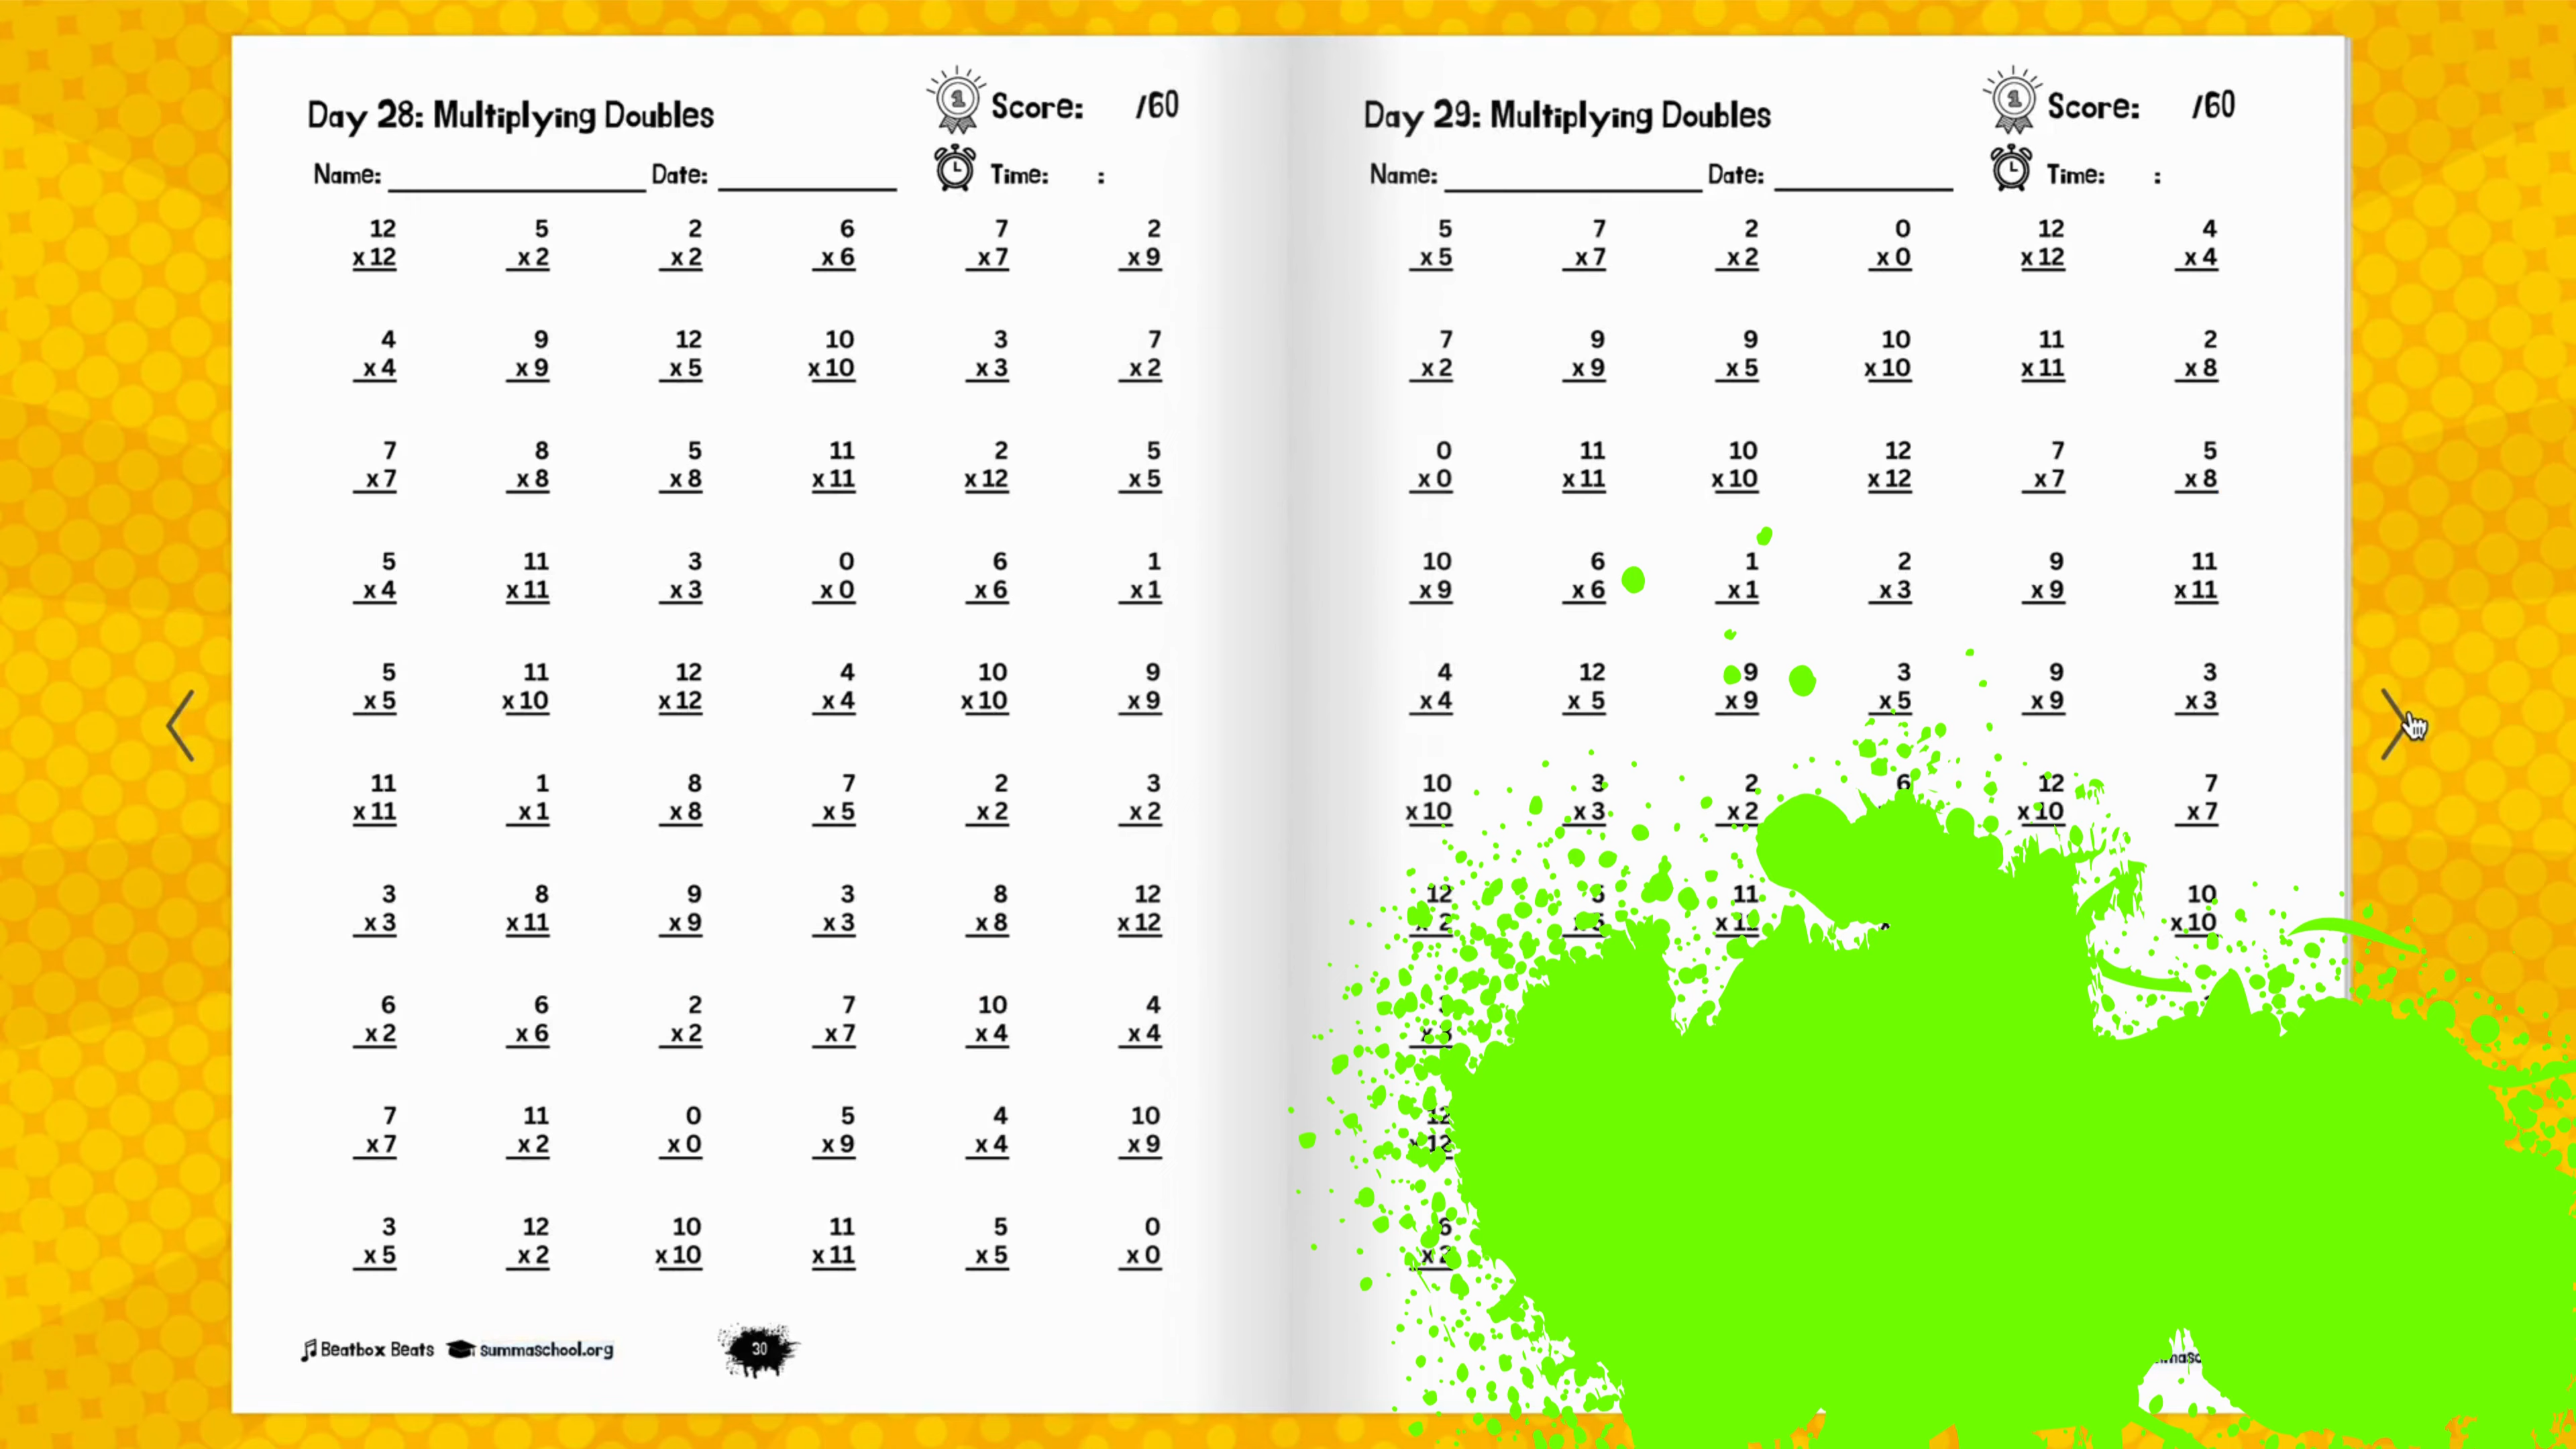 Day 28: Multiplying Doubles
Score: /60
Name: Date:
Time: :
12 5 2 6 7 2
x 12 x 2 x 2 x 6 x 7 x 9
4 9 12 10 3 7
x 4 x 9 x 5 x 10 x 3 x 2
7 8 5 11 2 5
x 7 x 8 x 8 x 11 x 12 x 5
5 11 3 0 6 1
x 4 x 11 x 3 x 0 x 6 x 1
5 11 12 4 10 9
x 5 x 10 x 12 x 4 x 10 x 9
11 1 8 7 2 3
x 11 x 1 x 8 x 5 x 2 x 2
3 8 9 3 8 12
x 3 x 11 x 9 x 3 x 8 x 12
6 6 2 7 10 4
x 2 x 6 x 2 x 7 x 4 x 4
7 11 0 5 4 10
x 7 x 2 x 0 x 9 x 4 x 9
3 12 10 11 5 0
x 5 x 2 x 10 x 11 x 5 x 0
Beatbox Beats summaschool.org 30
Day 29: Multiplying Doubles
Score: /60
Name: Date:
Time: :
5 7 2 0 12 4
x 5 x 7 x 2 x 0 x 12 x 4
7 9 9 10 11 2
x 2 x 9 x 5 x 10 x 11 x 8
0 11 10 12 7 5
x 0 x 11 x 10 x 12 x 7 x 8
10 6 1 2 9 11
x 9 x 6 x 1 x 3 x 9 x 11
4 12 9 3 9 3
x 4 x 5 x 9 x 5 x 9 x 3
10 3 2 6 12 7
x 10 x 3 x 2 x 10 x 7
12 11 10
x 2 x 11 x 10
12
x 12
6
x 2